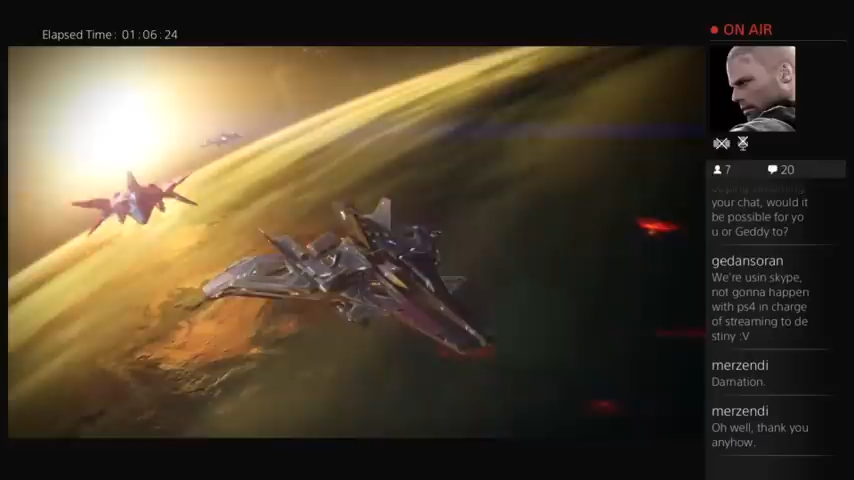 Elapsed Time: 01:06:24
ON AIR
7 20
your chat, would it
be possible for yo
u or Geddy to?
gedansoran
We're usin skype,
not gonna happen
with ps4 in charge
of streaming to de
stiny :V
merzendi
Damation.
merzendi
Oh well, thank you
anyhow.